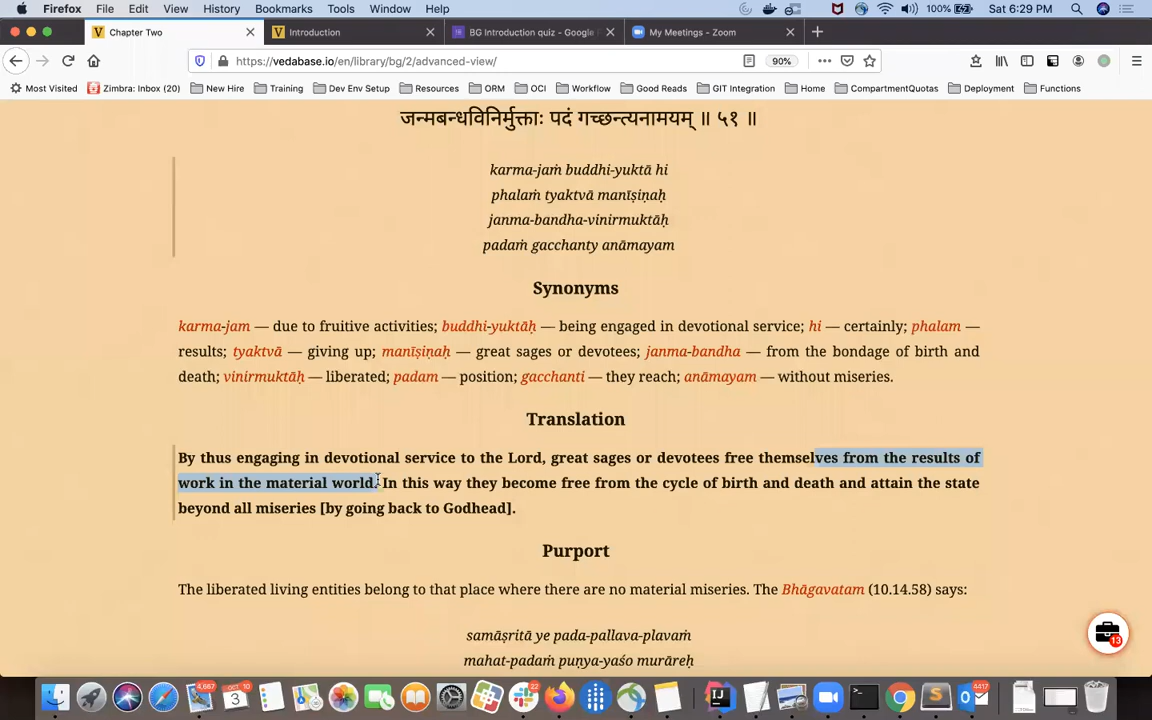 Firefox File Edit View History Bookmarks Tools Window Help 100% Sat 6:29 PM
Chapter Two Introduction BG Introduction quiz - Google My Meetings - Zoom
https://vedabase.io/en/library/bg/2/advanced-view/ 90%
Most Visited Zimbra: Inbox (20) New Hire Training Dev Env Setup Resources ORM OCI Workflow Good Reads GIT Integration Home CompartmentQuotas Deployment Functions
जन्मबन्धविनिर्मुक्ताः पदं गच्छन्त्यनामयम् ॥ ५१ ॥
karma-jaṁ buddhi-yuktā hi
phalaṁ tyaktvā manīṣiṇaḥ
janma-bandha-vinirmuktāḥ
padaṁ gacchanty anāmayam
Synonyms
karma-jam — due to fruitive activities; buddhi-yuktāḥ — being engaged in devotional service; hi — certainly; phalam —
results; tyaktvā — giving up; manīṣiṇaḥ — great sages or devotees; janma-bandha — from the bondage of birth and
death; vinirmuktāḥ — liberated; padam — position; gacchanti — they reach; anāmayam — without miseries.
Translation
By thus engaging in devotional service to the Lord, great sages or devotees free themselves from the results of
work in the material world. In this way they become free from the cycle of birth and death and attain the state
beyond all miseries [by going back to Godhead].
Purport
The liberated living entities belong to that place where there are no material miseries. The Bhāgavatam (10.14.58) says:
samāśritā ye pada-pallava-plavaṁ
mahat-padaṁ puṇya-yaśo murāreḥ
13
4,667 OCT 3 22 4417